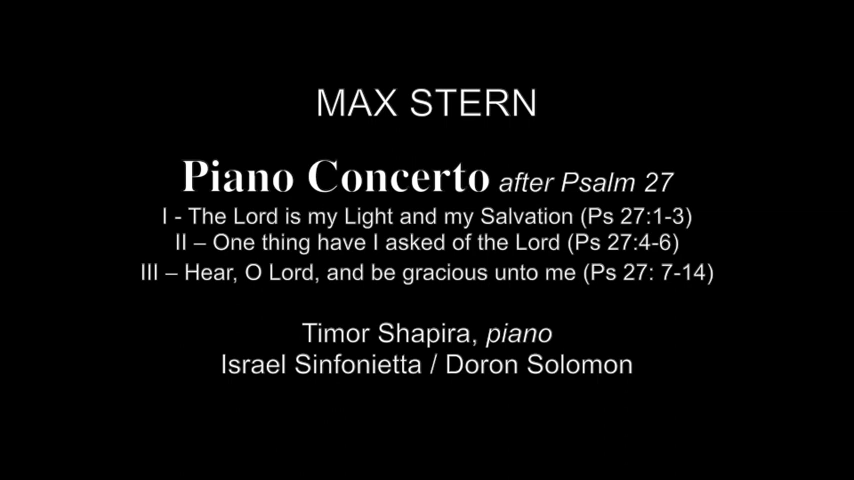 MAX STERN
Piano Concerto after Psalm 27
I - The Lord is my Light and my Salvation (Ps 27:1-3)
II – One thing have I asked of the Lord (Ps 27:4-6)
III – Hear, O Lord, and be gracious unto me (Ps 27: 7-14)
Timor Shapira, piano
Israel Sinfonietta / Doron Solomon